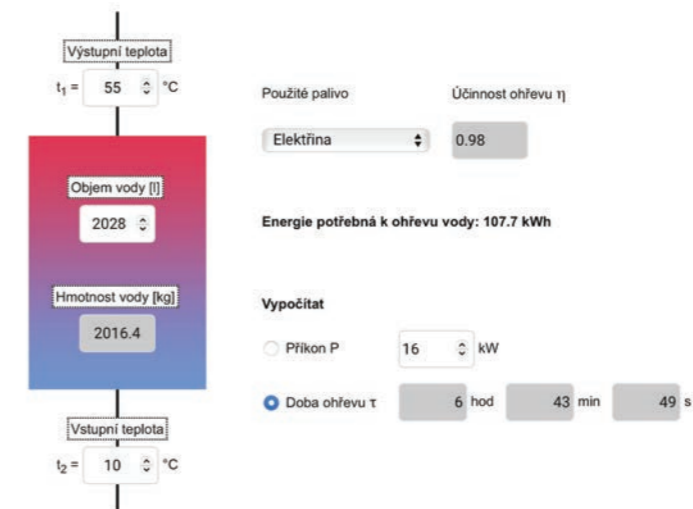 Výstupní teplota
t₁ = 55 °C
Objem vody [l]
2028
Hmotnost vody [kg]
2016.4
Vstupní teplota
t₂ = 10 °C
Použité palivo Účinnost ohřevu η
Elektřina 0.98
Energie potřebná k ohřevu vody: 107.7 kWh
Vypočítat
Příkon P 16 kW
Doba ohřevu τ 6 hod 43 min 49 s